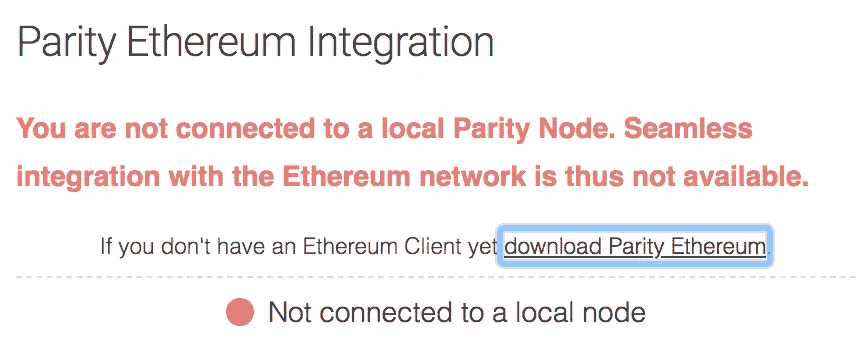 Parity Ethereum Integration
You are not connected to a local Parity Node. Seamless
integration with the Ethereum network is thus not available.
If you don't have an Ethereum Client yet download Parity Ethereum.
Not connected to a local node